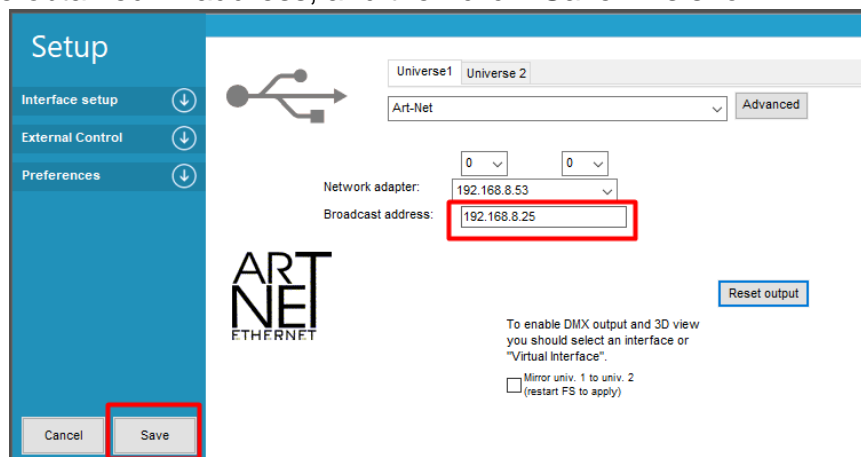 Setup
Interface setup
External Control
Preferences
Universe1 Universe 2
Art-Net
Advanced
0 0
Network adapter: 192.168.8.53
Broadcast address: 192.168.8.25
ART
NET
ETHERNET
Reset output
To enable DMX output and 3D view
you should select an interface or
"Virtual Interface".
Mirror univ. 1 to univ. 2
(restart FS to apply)
Cancel Save